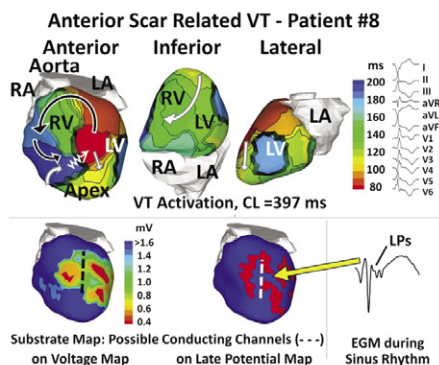 Anterior Scar Related VT - Patient #8
Anterior Inferior Lateral
Aorta
RA LA
RV
LV
Apex
RV
LV
RA LA
LA
LV
ms
200
180
160
140
120
100
80
I
II
III
aVR
aVL
aVF
V1
V2
V3
V4
V5
V6
VT Activation, CL =397 ms
mV
>1.6
1.4
1.2
1.0
0.8
0.6
0.4
LPs
Substrate Map: Possible Conducting Channels (- - -)
on Voltage Map on Late Potential Map
EGM during
Sinus Rhythm